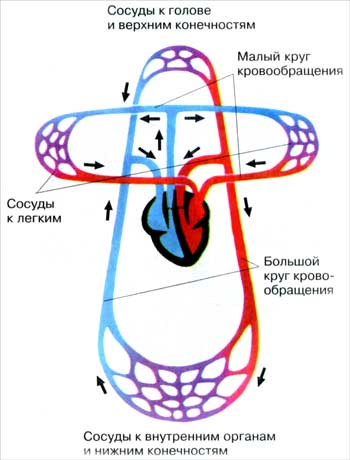 Сосуды к голове
и верхним конечностям
Малый круг
кровообращения
Сосуды
к легким
Большой
круг крово-
обращения
Сосуды к внутренним органам
и нижним конечностям